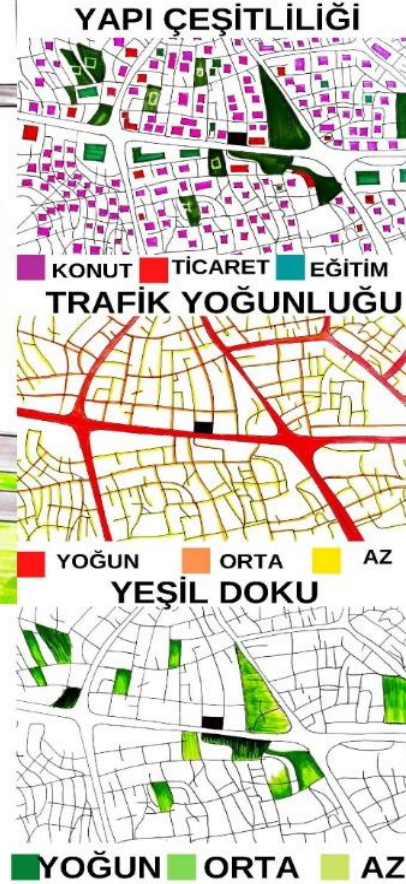 YAPI ÇEŞİTLİLİĞİ
KONUT TİCARET EĞİTİM
TRAFİK YOĞUNLUĞU
YOĞUN ORTA AZ
YEŞİL DOKU
YOĞUN ORTA AZ